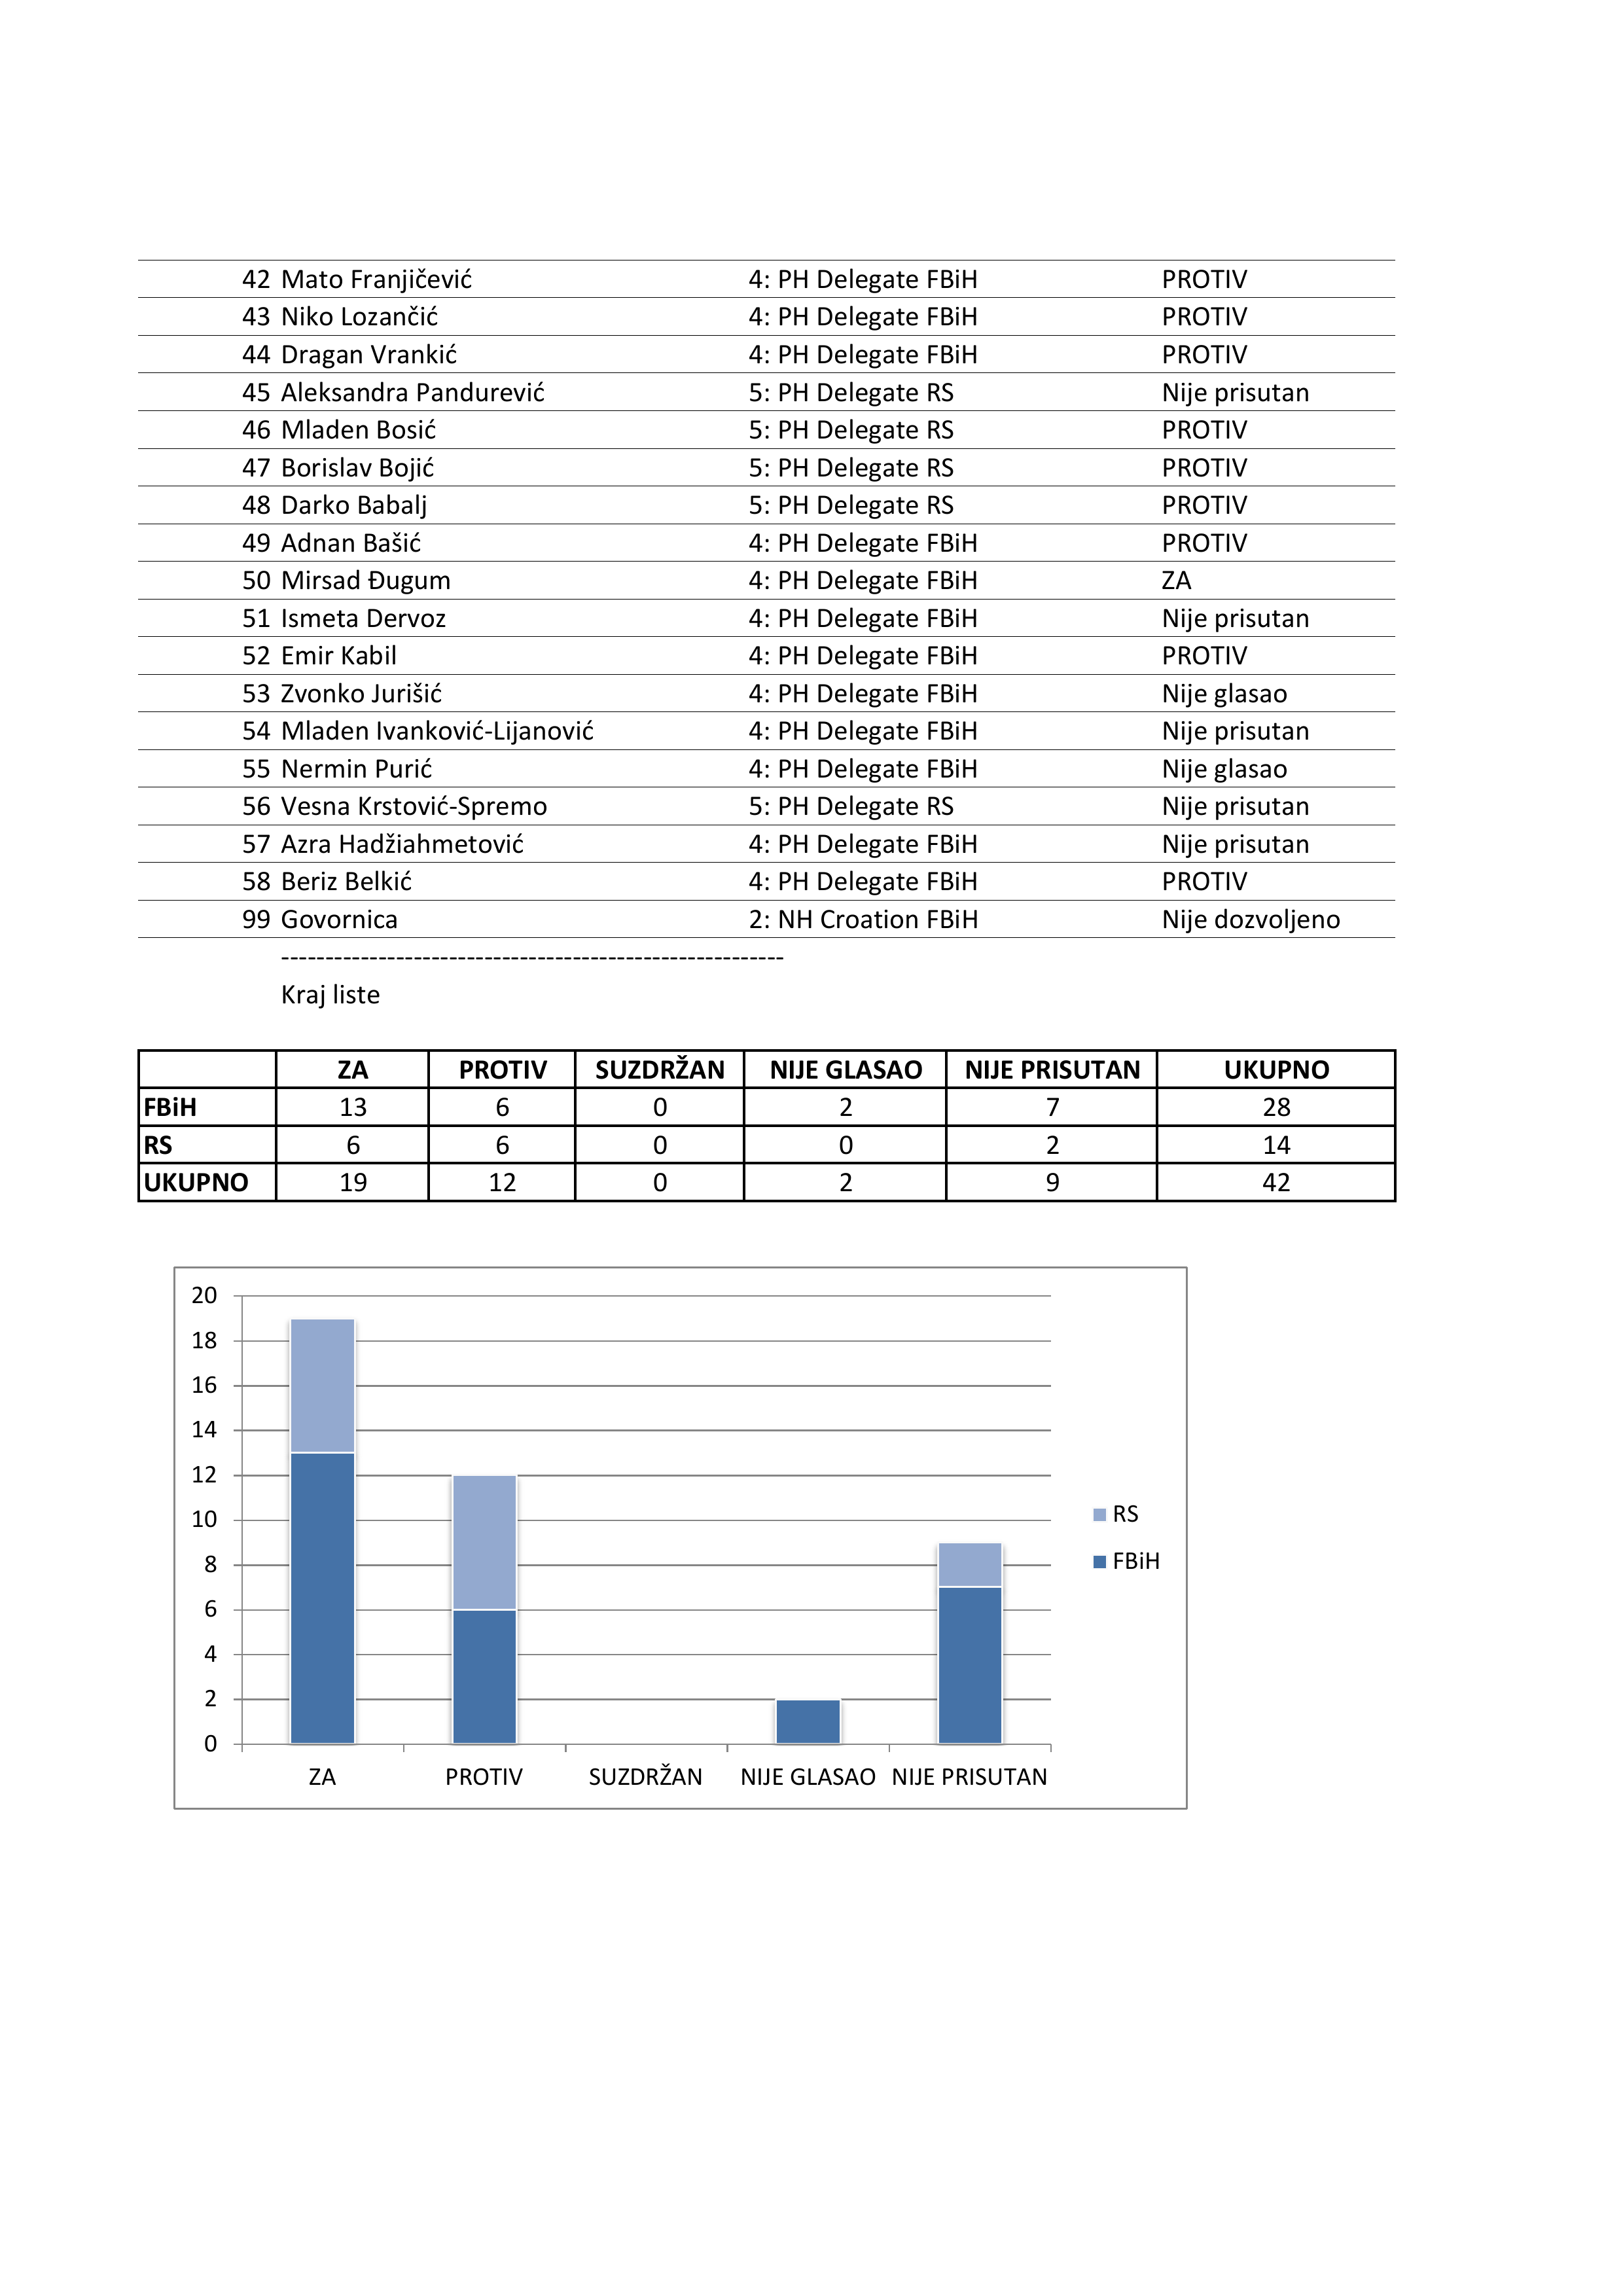 42 Mato Franjičević 4: PH Delegate FBiH PROTIV
43 Niko Lozančić 4: PH Delegate FBiH PROTIV
44 Dragan Vrankić 4: PH Delegate FBiH PROTIV
45 Aleksandra Pandurević 5: PH Delegate RS Nije prisutan
46 Mladen Bosić 5: PH Delegate RS PROTIV
47 Borislav Bojić 5: PH Delegate RS PROTIV
48 Darko Babalj 5: PH Delegate RS PROTIV
49 Adnan Bašić 4: PH Delegate FBiH PROTIV
50 Mirsad Đugum 4: PH Delegate FBiH ZA
51 Ismeta Dervoz 4: PH Delegate FBiH Nije prisutan
52 Emir Kabil 4: PH Delegate FBiH PROTIV
53 Zvonko Jurišić 4: PH Delegate FBiH Nije glasao
54 Mladen Ivanković-Lijanović 4: PH Delegate FBiH Nije prisutan
55 Nermin Purić 4: PH Delegate FBiH Nije glasao
56 Vesna Krstović-Spremo 5: PH Delegate RS Nije prisutan
57 Azra Hadžiahmetović 4: PH Delegate FBiH Nije prisutan
58 Beriz Belkić 4: PH Delegate FBiH PROTIV
99 Govornica 2: NH Croation FBiH Nije dozvoljeno
---------------------------------------------------------
Kraj liste
ZA PROTIV SUZDRŽAN NIJE GLASAO NIJE PRISUTAN UKUPNO
FBiH 13 6 0 2 7 28
RS 6 6 0 0 2 14
UKUPNO 19 12 0 2 9 42
20
18
16
14
12
10
8
6
4
2
0
ZA PROTIV SUZDRŽAN NIJE GLASAO NIJE PRISUTAN
RS
FBiH